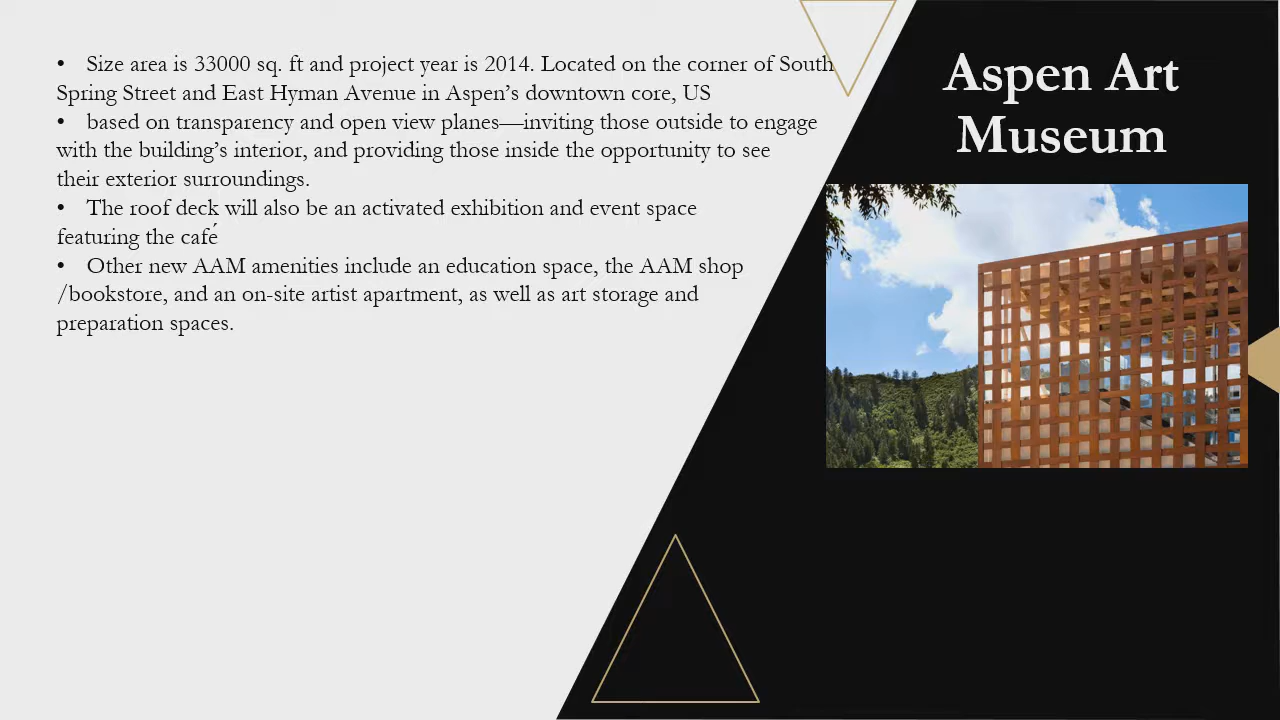 • Size area is 33000 sq. ft and project year is 2014. Located on the corner of South
Spring Street and East Hyman Avenue in Aspen’s downtown core, US
• based on transparency and open view planes—inviting those outside to engage
with the building’s interior, and providing those inside the opportunity to see
their exterior surroundings.
• The roof deck will also be an activated exhibition and event space
featuring the café
• Other new AAM amenities include an education space, the AAM shop
/bookstore, and an on-site artist apartment, as well as art storage and
preparation spaces.
Aspen Art
Museum